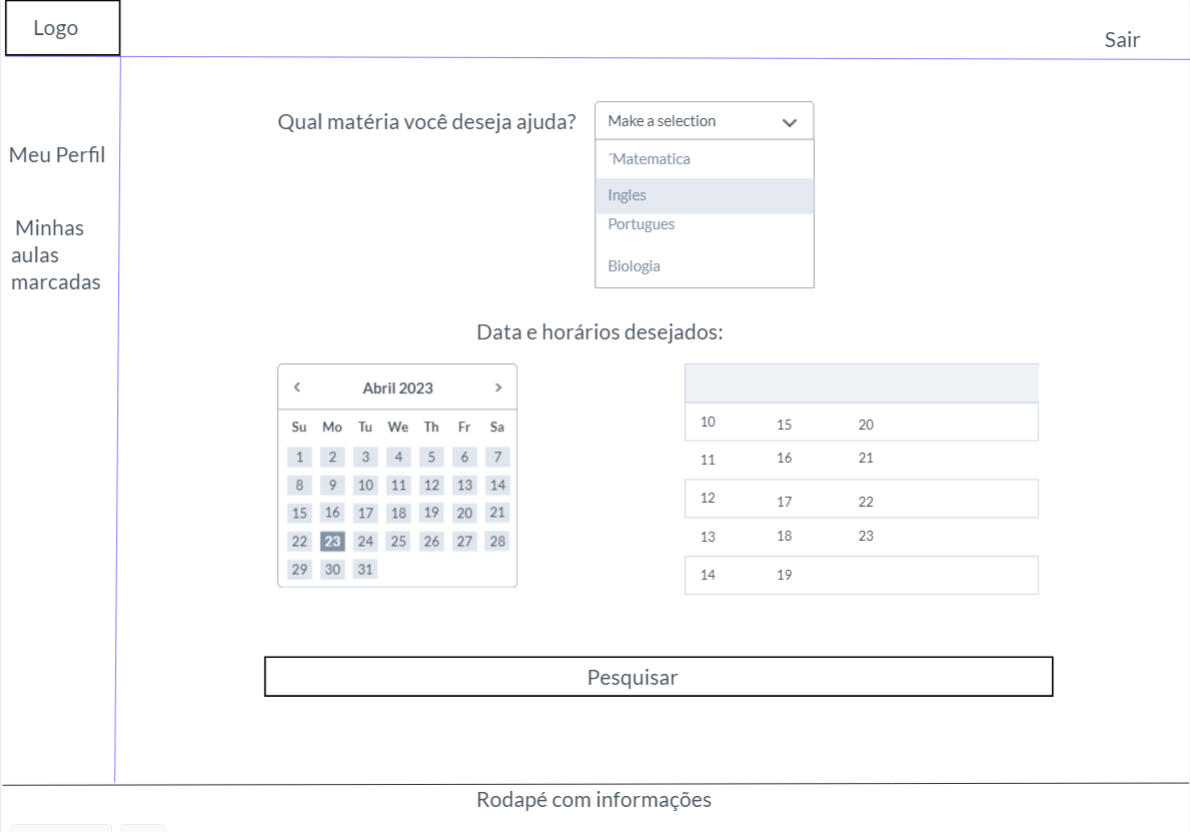 Logo
Sair
Meu Perfil
Minhas
aulas
marcadas
Qual matéria você deseja ajuda?
Make a selection
´Matematica
Ingles
Portugues
Biologia
Data e horários desejados:
Abril 2023
Su Mo Tu We Th Fr Sa
1 2 3 4 5 6 7
8 9 10 11 12 13 14
15 16 17 18 19 20 21
22 23 24 25 26 27 28
29 30 31
10 15 20
11 16 21
12 17 22
13 18 23
14 19
Pesquisar
Rodapé com informações